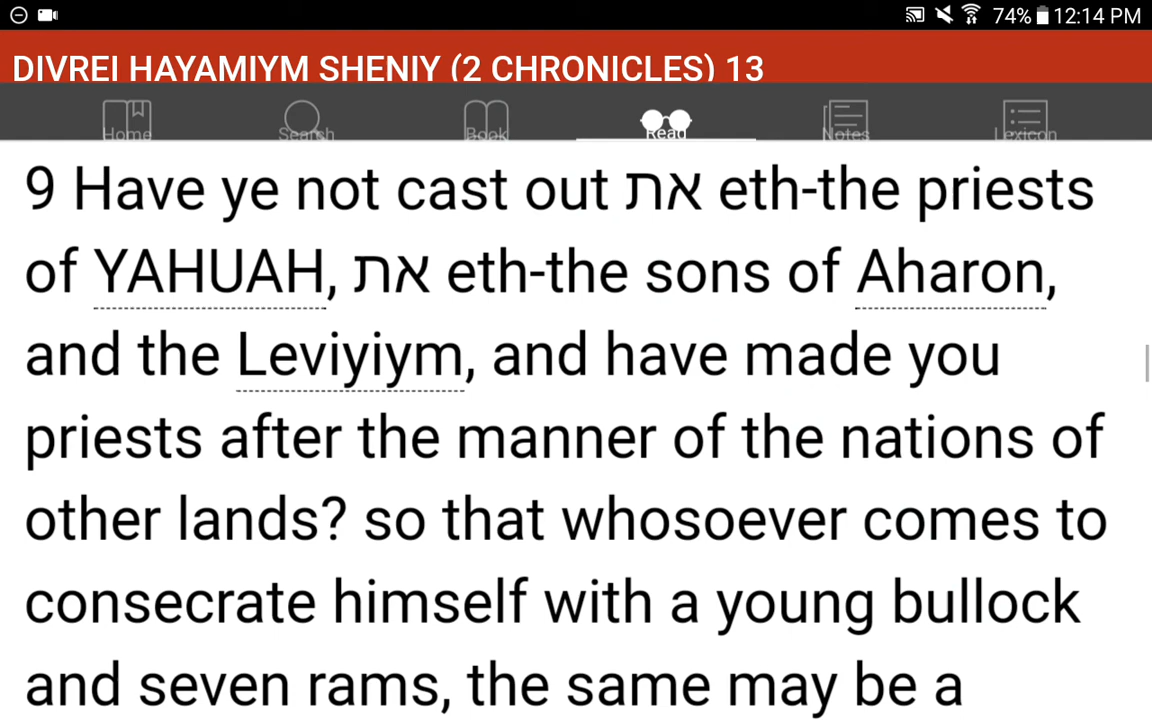 74% 12:14 PM
DIVREI HAYAMIYM SHENIY (2 CHRONICLES) 13
Home Search Book Read Notes Lexicon
9 Have ye not cast out את eth-the priests
of YAHUAH, את eth-the sons of Aharon,
and the Leviyiym, and have made you
priests after the manner of the nations of
other lands? so that whosoever comes to
consecrate himself with a young bullock
and seven rams, the same may be a